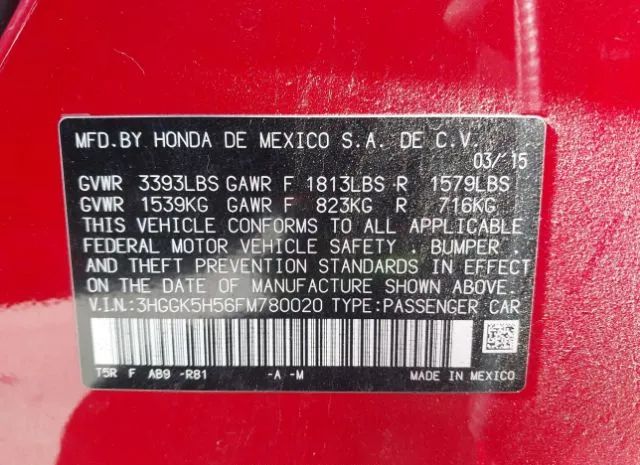 MFD.BY HONDA DE MEXICO S.A. DE C.V.
03/15
GVWR 3393LBS GAWR F 1813LBS R 1579LBS
GVWR 1539KG GAWR F 823KG R 716KG
THIS VEHICLE CONFORMS TO ALL APPLICABLE
FEDERAL MOTOR VEHICLE SAFETY . BUMPER .
AND THEFT PREVENTION STANDARDS IN EFFECT
ON THE DATE OF MANUFACTURE SHOWN ABOVE.
V.I.N.:3HGGK5H56FM780020 TYPE:PASSENGER CAR
T5R F AB9 -R81 -A -M MADE IN MEXICO